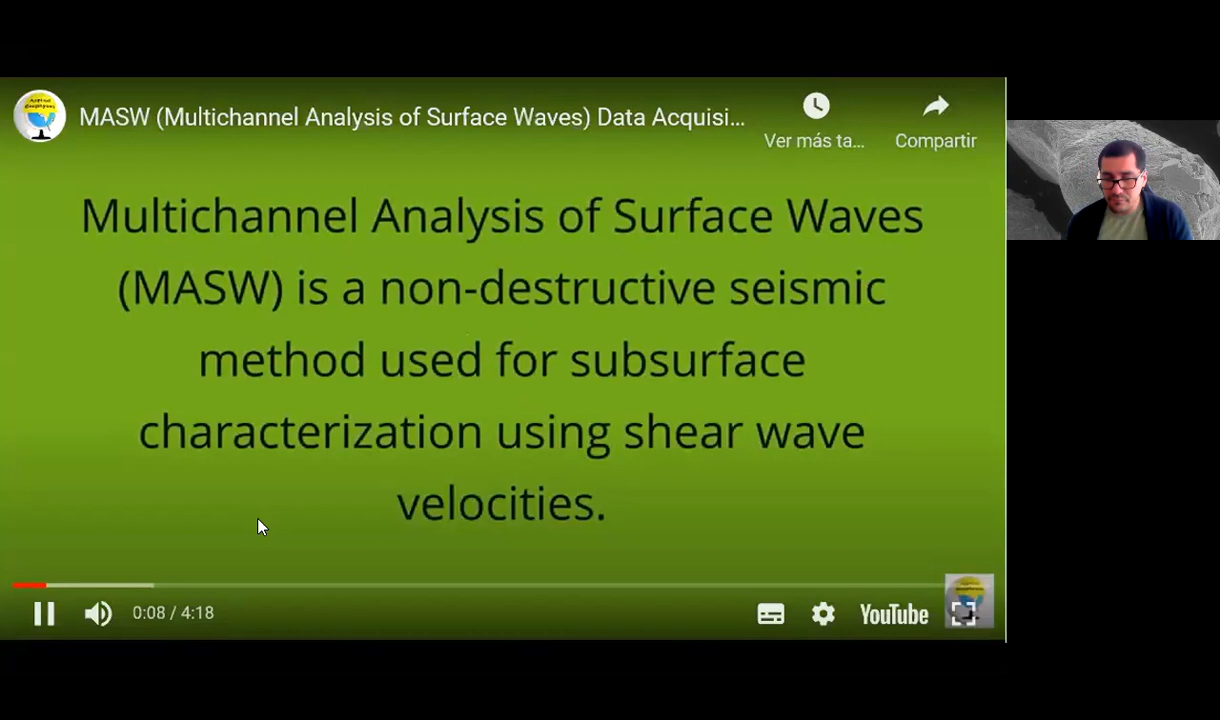 MASW (Multichannel Analysis of Surface Waves) Data Acquisi...
Ver más ta...
Compartir
Multichannel Analysis of Surface Waves
(MASW) is a non-destructive seismic
method used for subsurface
characterization using shear wave
velocities.
0:08 / 4:18
YouTube